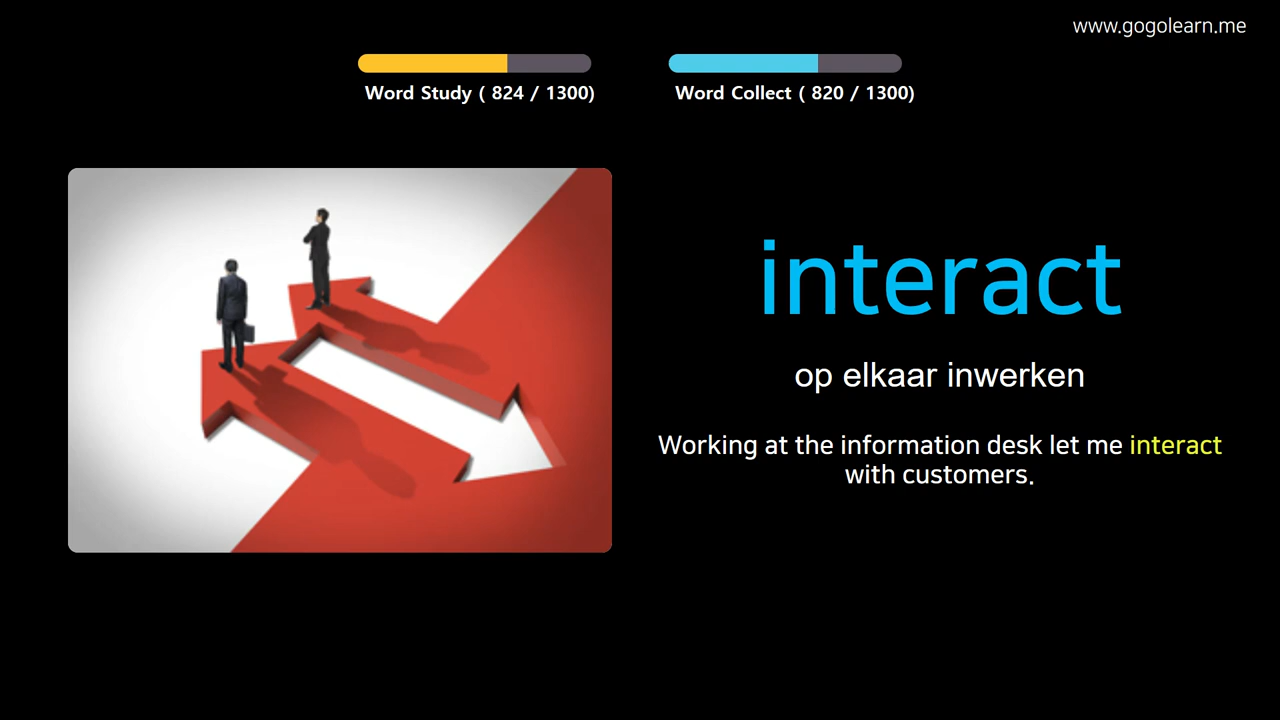 www.gogolearn.me
Word Study ( 824 / 1300)
Word Collect ( 820 / 1300)
interact
op elkaar inwerken
Working at the information desk let me interact
with customers.